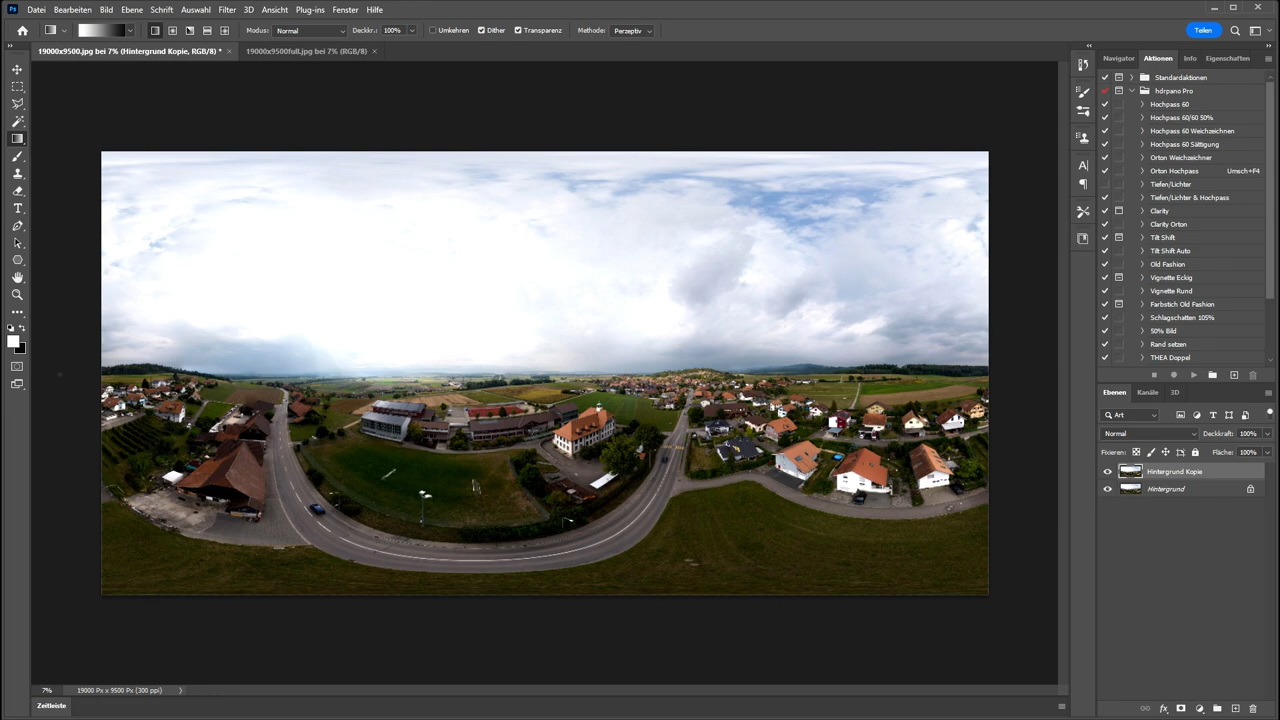 Ps Datei Bearbeiten Bild Ebene Schrift Auswahl Filter 3D Ansicht Plug-ins Fenster Hilfe
Modus: Normal Deckkr.: 100% Umkehren Dither Transparenz Methode: Perzeptiv Teilen
19000x9500.jpg bei 7% (Hintergrund Kopie, RGB/8) * × 19000x9500full.jpg bei 7% (RGB/8) ×
Navigator Aktionen Info Eigenschaften
Standardaktionen
hdrpano Pro
Hochpass 60
Hochpass 60/60 50%
Hochpass 60 Weichzeichnen
Hochpass 60 Sättigung
Orton Weichzeichner
Orton Hochpass Umsch+F4
Tiefen/Lichter
Tiefen/Lichter & Hochpass
Clarity
Clarity Orton
Tilt Shift
Tilt Shift Auto
Old Fashion
Vignette Eckig
Vignette Rund
Farbstich Old Fashion
Schlagschatten 105%
50% Bild
Rand setzen
THEA Doppel
Ebenen Kanäle 3D
Art
Normal Deckkraft: 100%
Fixieren: Fläche: 100%
Hintergrund Kopie
Hintergrund
7% 19000 Px x 9500 Px (300 ppi)
Zeitleiste